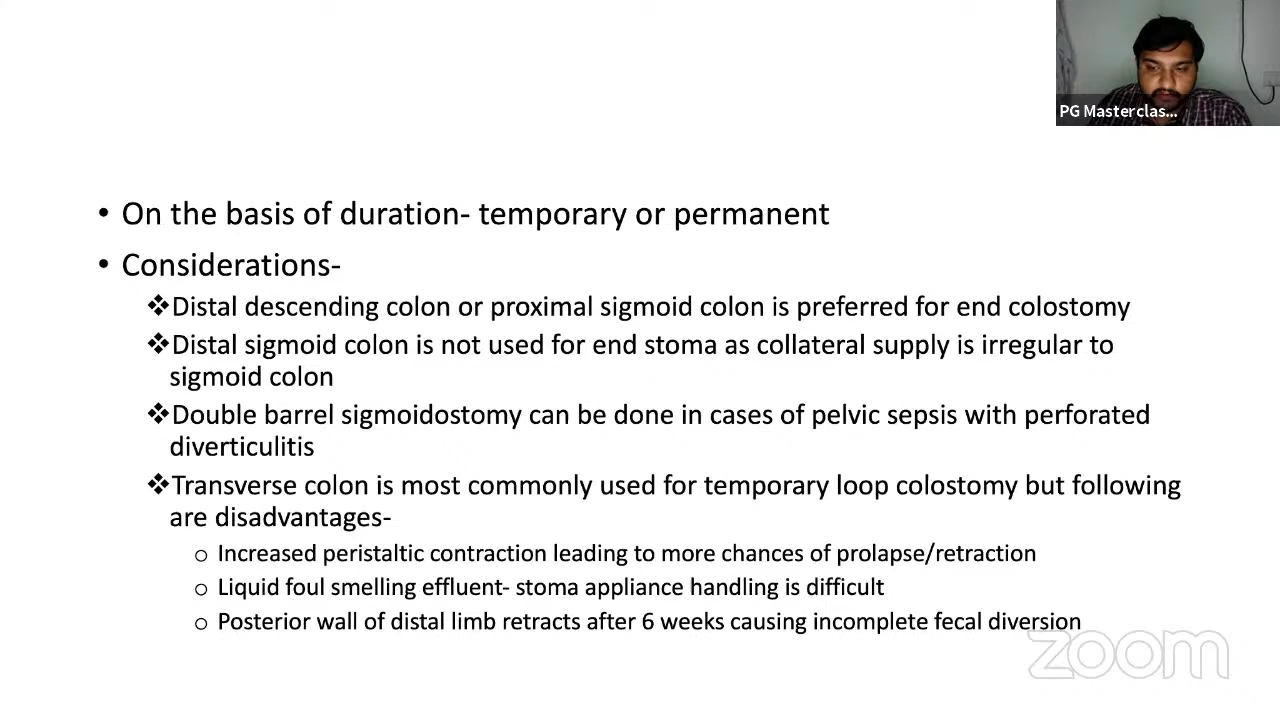 PG Masterclas...
• On the basis of duration- temporary or permanent
• Considerations-
❖Distal descending colon or proximal sigmoid colon is preferred for end colostomy
❖Distal sigmoid colon is not used for end stoma as collateral supply is irregular to
sigmoid colon
❖Double barrel sigmoidostomy can be done in cases of pelvic sepsis with perforated
diverticulitis
❖Transverse colon is most commonly used for temporary loop colostomy but following
are disadvantages-
o Increased peristaltic contraction leading to more chances of prolapse/retraction
o Liquid foul smelling effluent- stoma appliance handling is difficult
o Posterior wall of distal limb retracts after 6 weeks causing incomplete fecal diversion
zoom